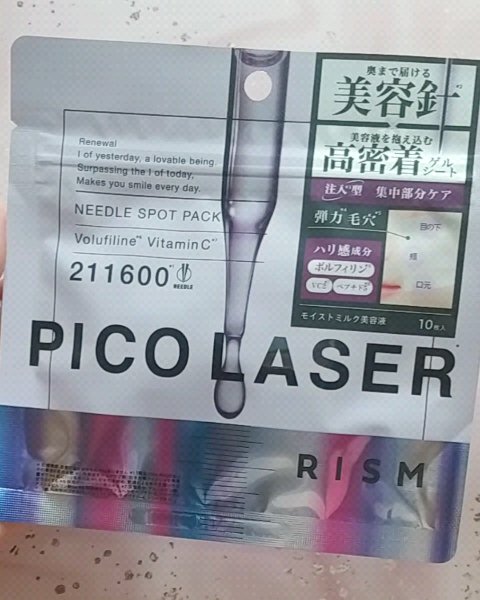 奥まで届ける
美容針※2
美容液を抱え込む
高密着ゲルシート
注入型 集中部分ケア
弾力 毛穴
目の下
頬
口元
ハリ感成分
ポルフィリン
VC
ペプチド
モイストミルク美容液 10枚入
Renewal
I of yesterday, a lovable being.
Surpassing the I of today,
Makes you smile every day.
NEEDLE SPOT PACK
Volufiline Vitamin C
211600
NEEDLE
PICO LASER
RISM